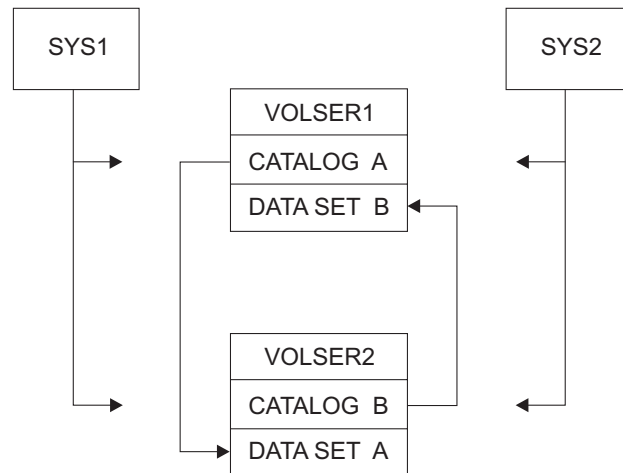 SYS1
SYS2
VOLSER1
CATALOG A
DATA SET B
VOLSER2
CATALOG B
DATA SET A